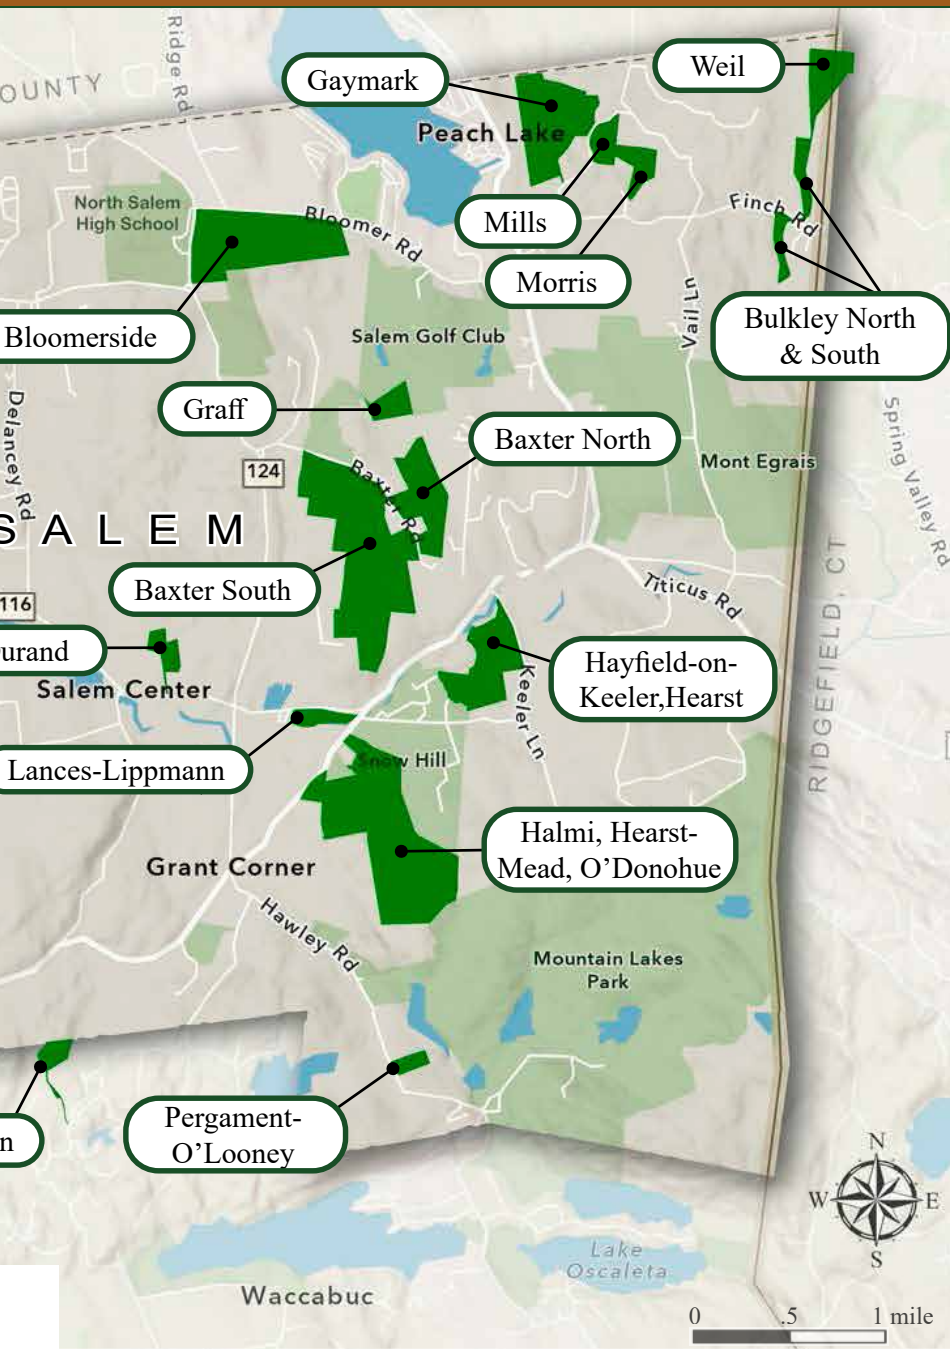 Ridge Rd
OUNTY
Gaymark
Weil
Peach Lake
North Salem
High School
Bloomer Rd
Mills
Finch Rd
Morris
Vail Ln
Bloomerside
Salem Golf Club
Bulkley North
& South
Graff
Delancey Rd
Baxter North
Spring Valley Rd
124
Baxter Rd
Mont Egrais
SALEM
Baxter South
Titicus Rd
116
urand
Hayfield-on-
Keeler,Hearst
Salem Center
Keeler Ln
RIDGEFIELD, CT
Lances-Lippmann
Snow Hill
Halmi, Hearst-
Mead, O'Donohue
Grant Corner
Hawley Rd
Mountain Lakes
Park
n
Pergament-
O'Looney
N
W
E
S
Lake
Oscaleta
Waccabuc
0 .5 1 mile